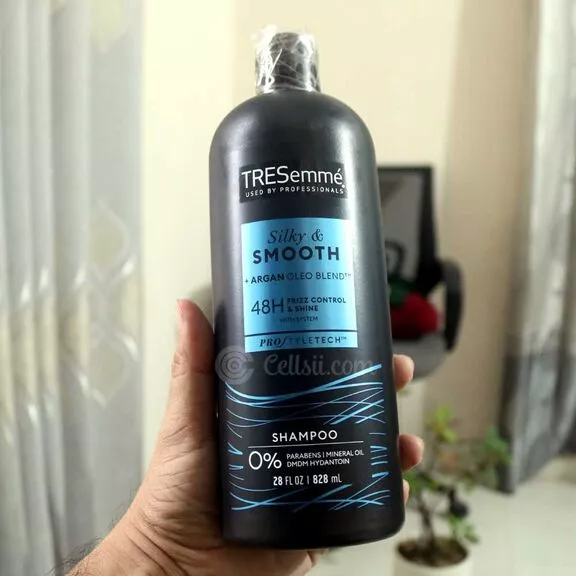 TRESemmé
USED BY PROFESSIONALS
Silky &
SMOOTH
+ ARGAN OLEO BLEND™
48H FRIZZ CONTROL
& SHINE
WITH SYSTEM
PRO/TYLETECH™
Cellsii.com
SHAMPOO
0% PARABENS | MINERAL OIL
DMDM HYDANTOIN
28 FL OZ | 828 mL